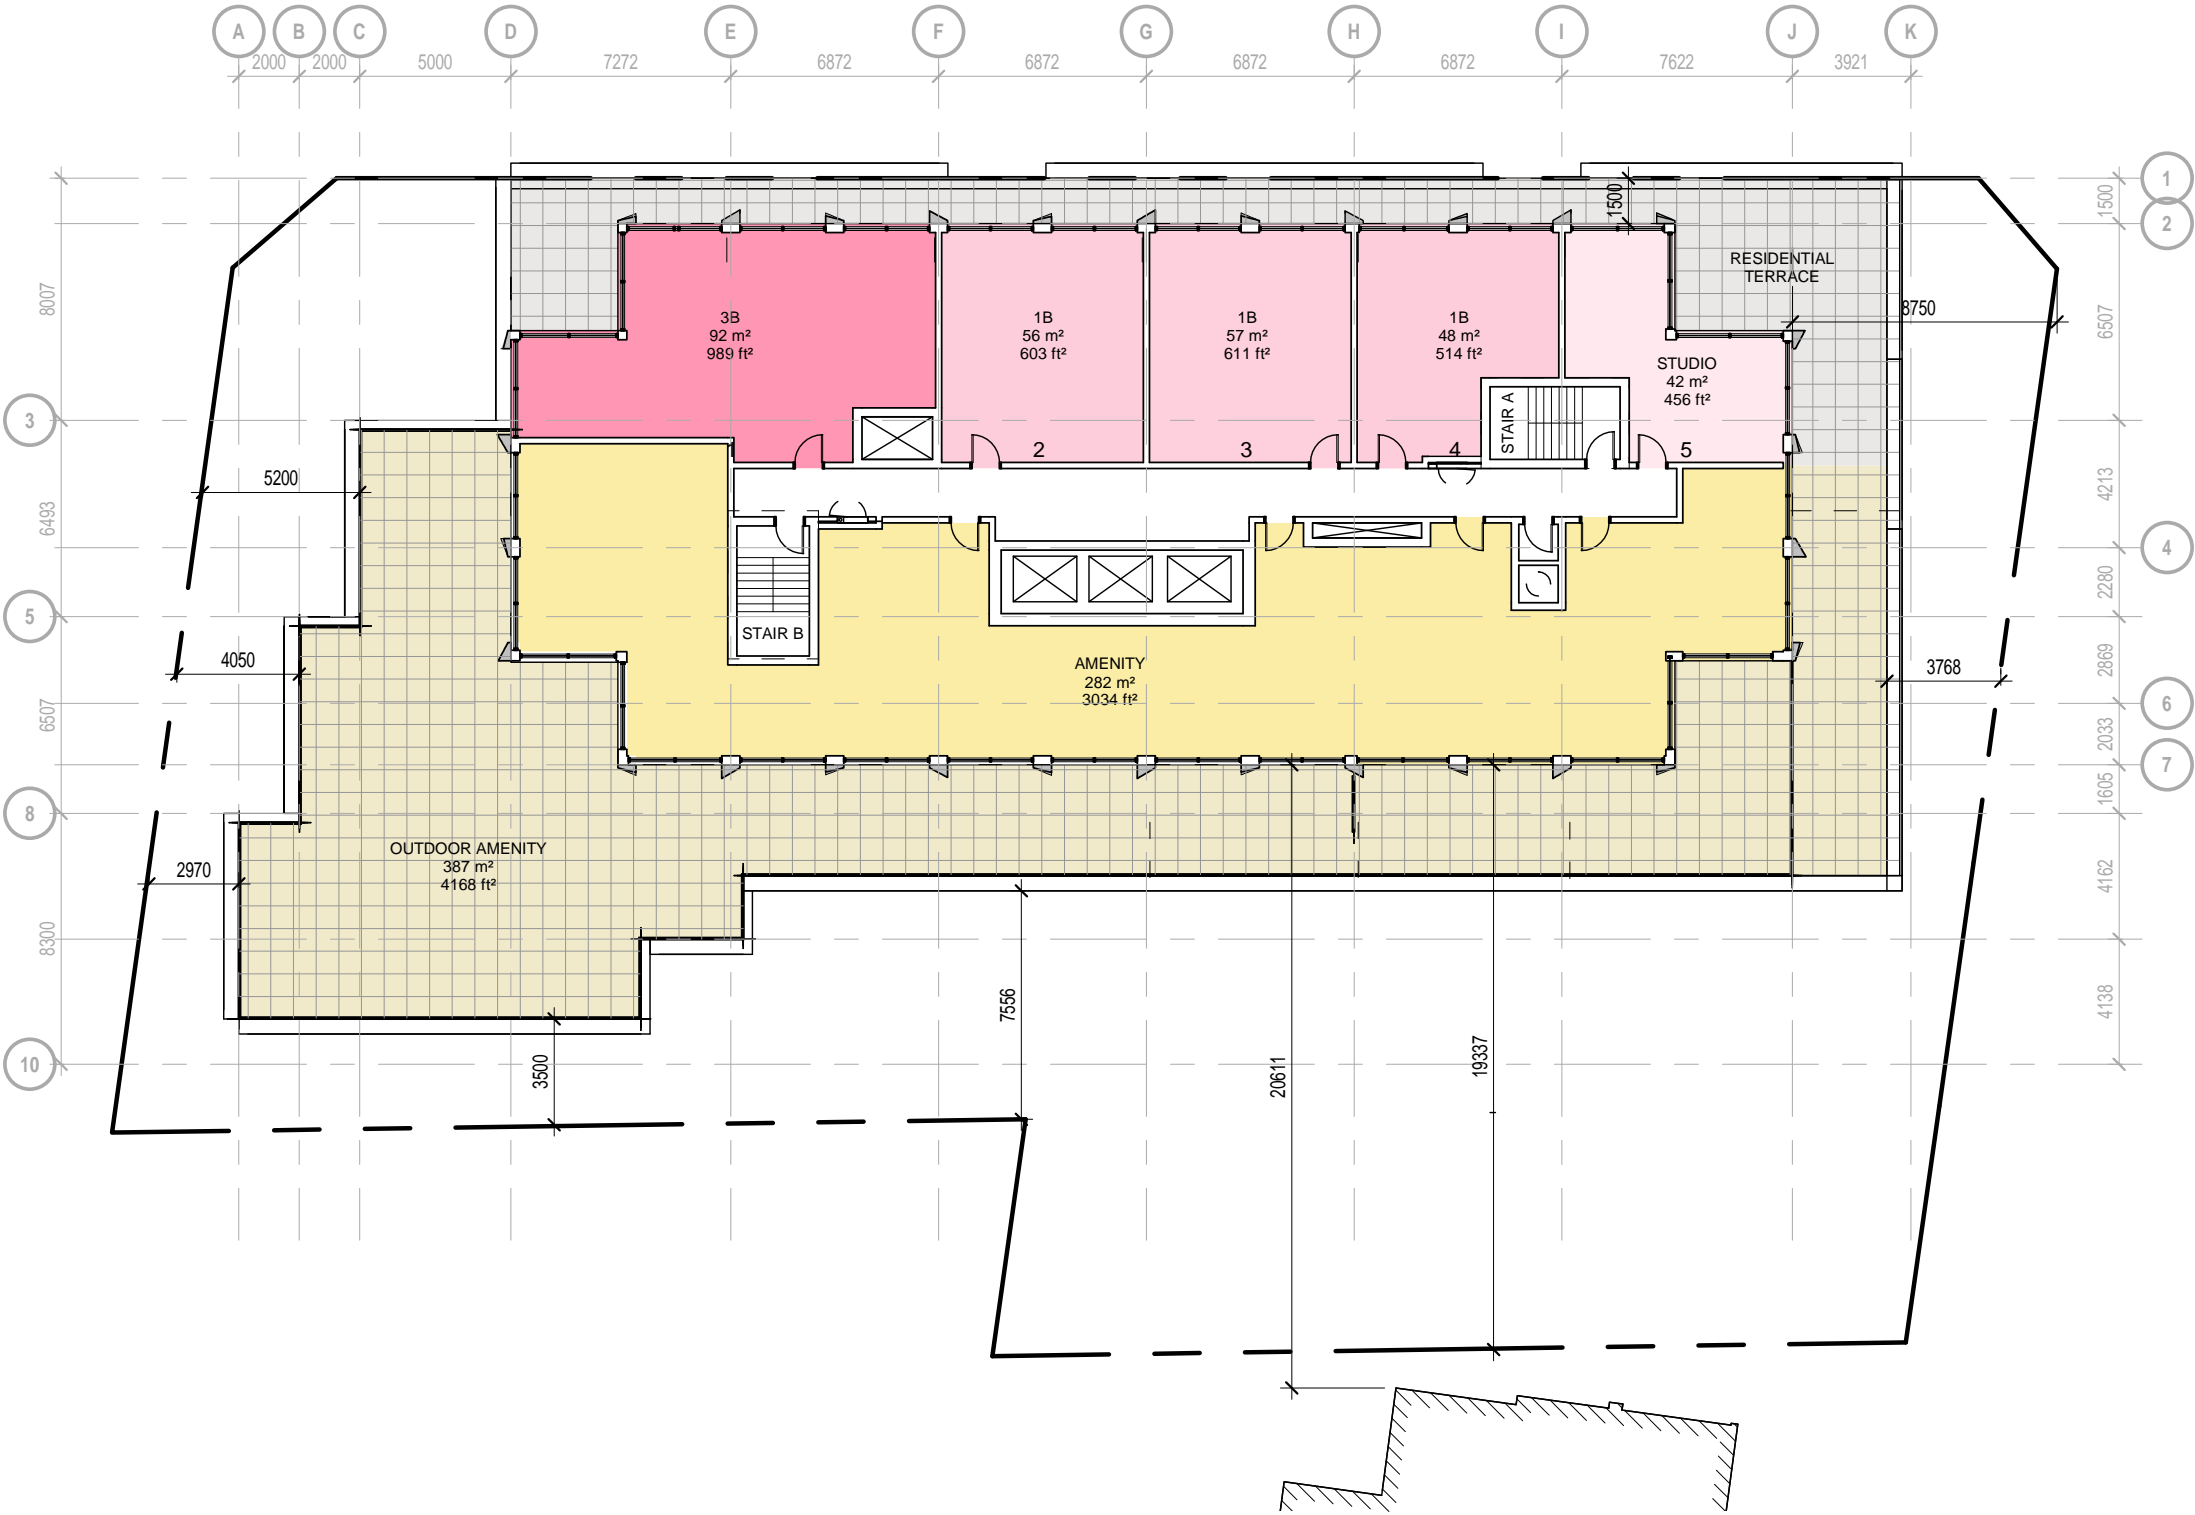 A B C D E F G H I J K
2000 2000 5000 7272 6872 6872 6872 6872 7622 3921
1
1500
1500
2
RESIDENTIAL
TERRACE
8007
8750
6507
3B
92 m²
989 ft²
1B
56 m²
603 ft²
1B
57 m²
611 ft²
1B
48 m²
514 ft²
STUDIO
42 m²
456 ft²
STAIR A
3
2
3
4
5
5200
6493
4213
4
2280
5
STAIR B
4050
AMENITY
282 m²
3034 ft²
2869
3768
6507
6
2033
7
1605
8
OUTDOOR AMENITY
387 m²
4168 ft²
2970
4162
8300
7556
4138
3500
20611
19337
10